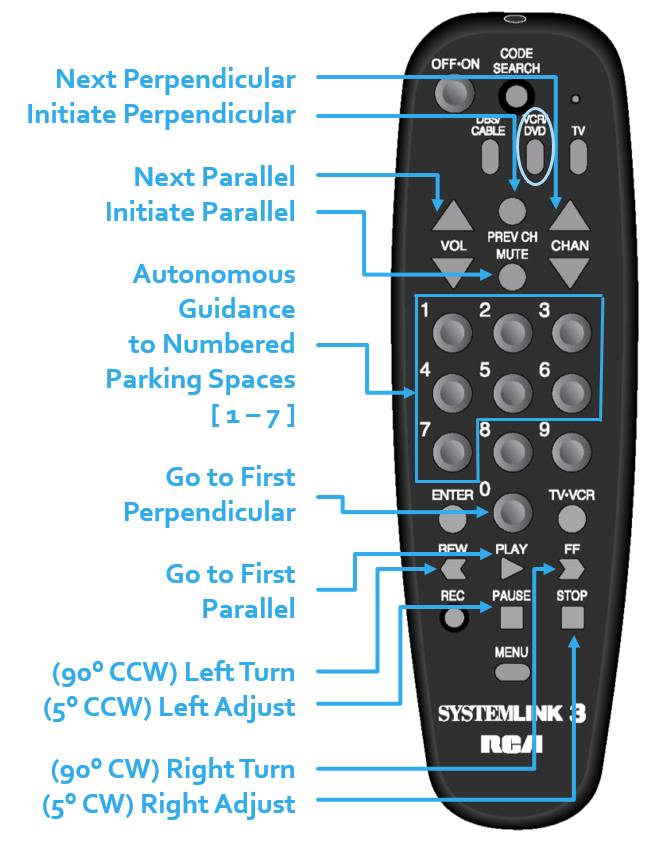 Next Perpendicular
Initiate Perpendicular
Next Parallel
Initiate Parallel
Autonomous
Guidance
to Numbered
Parking Spaces
[ 1 – 7 ]
Go to First
Perpendicular
Go to First
Parallel
(90° CCW) Left Turn
(5° CCW) Left Adjust
(90° CW) Right Turn
(5° CW) Right Adjust
OFF•ON
CODE
SEARCH
DBS/
CABLE
VCR/
DVD
TV
VOL
PREV CH
CHAN
MUTE
1 2 3
4 5 6
7 8 9
ENTER 0 TV•VCR
REW PLAY FF
REC PAUSE STOP
MENU
SYSTEMLINK 3
RCA